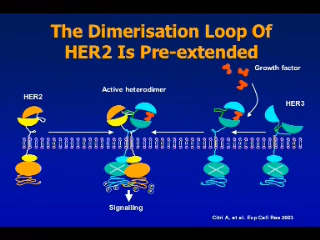 The Dimerisation Loop Of
HER2 Is Pre-extended
Growth factor
Active heterodimer
HER2
HER3
Signalling
Citri A, et al. Exp Cell Res 2003